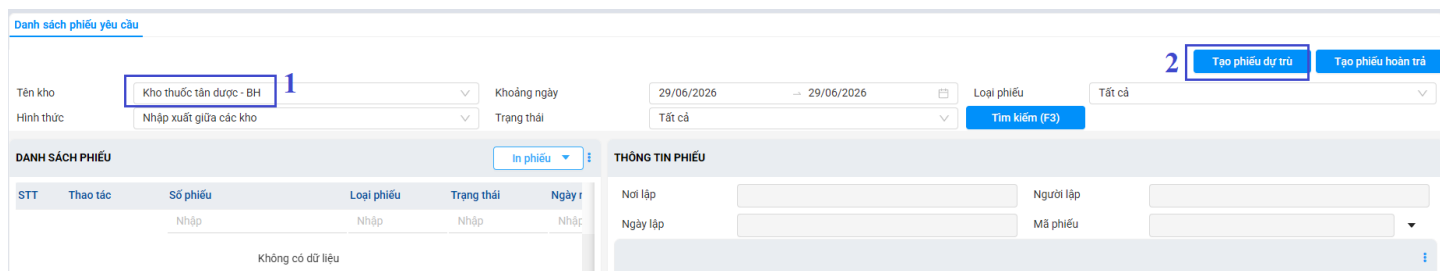 Danh sách phiếu yêu cầu
2 Tạo phiếu dự trù Tạo phiếu hoàn trả
Tên kho Kho thuốc tân dược - BH 1 Khoảng ngày 29/06/2026 → 29/06/2026 Loại phiếu Tất cả
Hình thức Nhập xuất giữa các kho Trạng thái Tất cả Tìm kiếm (F3)
DANH SÁCH PHIẾU In phiếu THÔNG TIN PHIẾU
STT Thao tác Số phiếu Loại phiếu Trạng thái Ngày Nơi lập Người lập
Nhập Nhập Nhập Nhập Ngày lập Mã phiếu
Không có dữ liệu